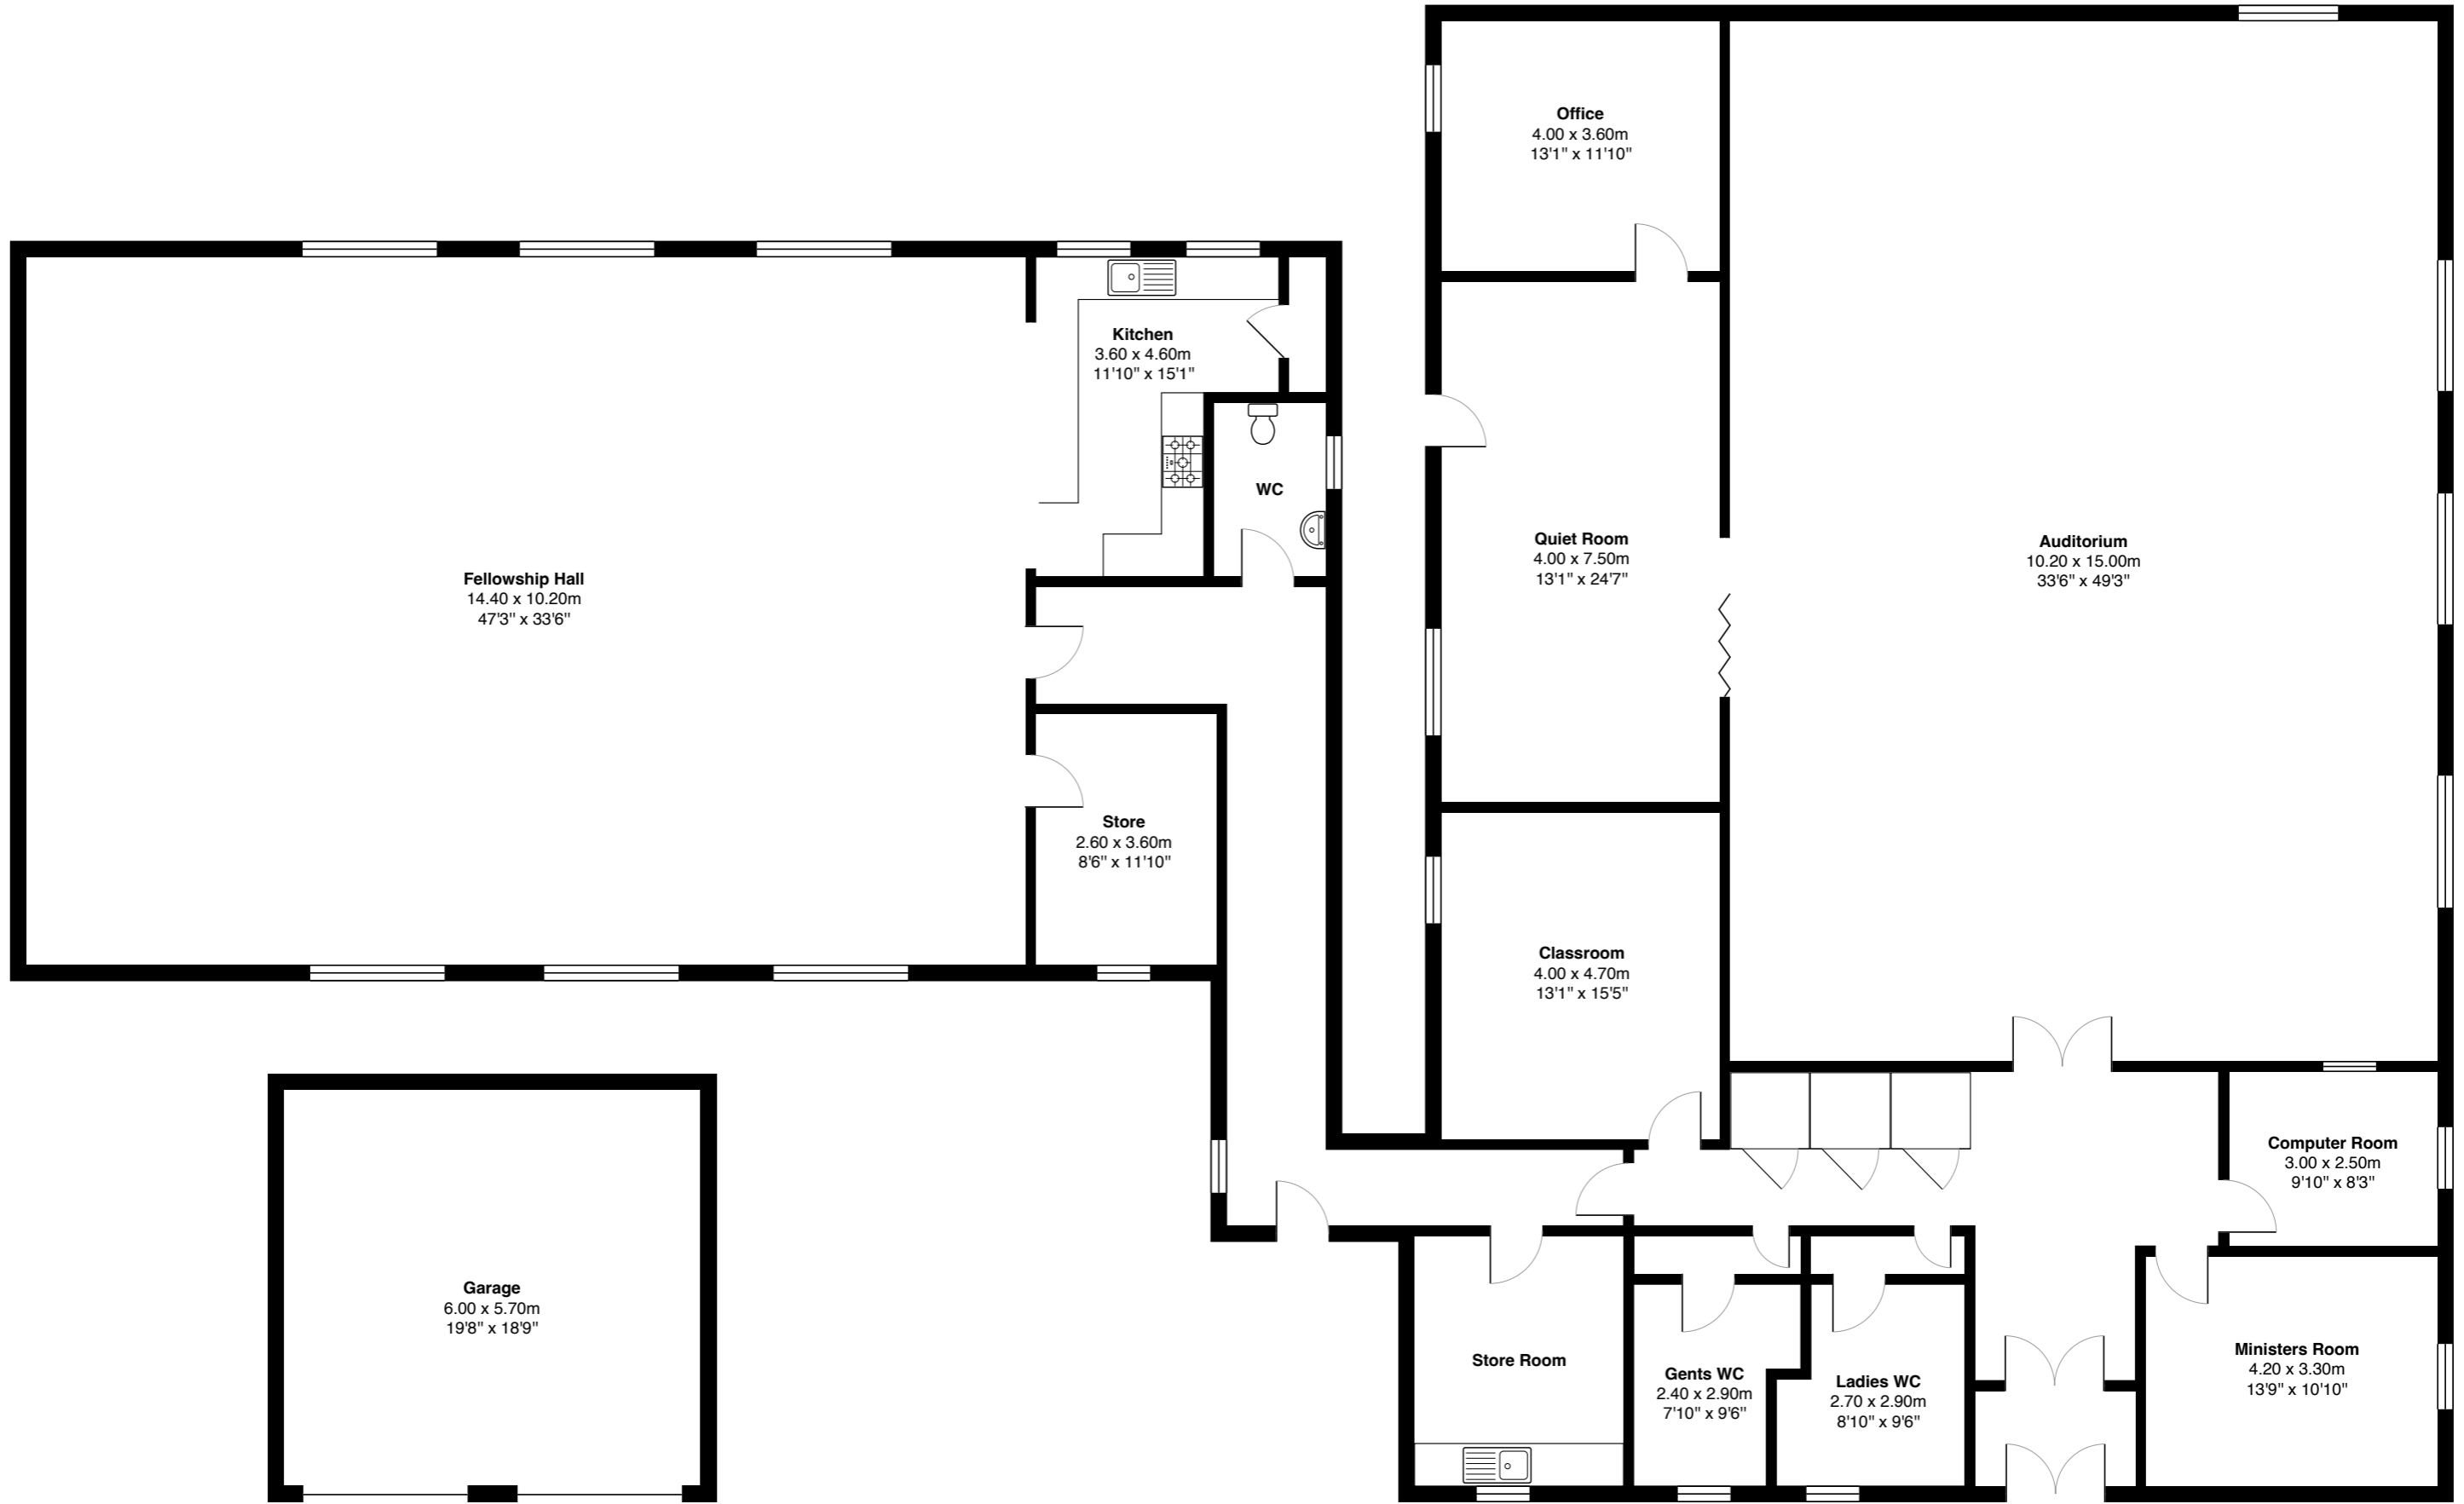 Office
4.00 x 3.60m
13'1" x 11'10"
Kitchen
3.60 x 4.60m
11'10" x 15'1"
WC
Quiet Room
4.00 x 7.50m
13'1" x 24'7"
Auditorium
10.20 x 15.00m
33'6" x 49'3"
Fellowship Hall
14.40 x 10.20m
47'3" x 33'6"
Store
2.60 x 3.60m
8'6" x 11'10"
Classroom
4.00 x 4.70m
13'1" x 15'5"
Computer Room
3.00 x 2.50m
9'10" x 8'3"
Garage
6.00 x 5.70m
19'8" x 18'9"
Store Room
Gents WC
2.40 x 2.90m
7'10" x 9'6"
Ladies WC
2.70 x 2.90m
8'10" x 9'6"
Ministers Room
4.20 x 3.30m
13'9" x 10'10"